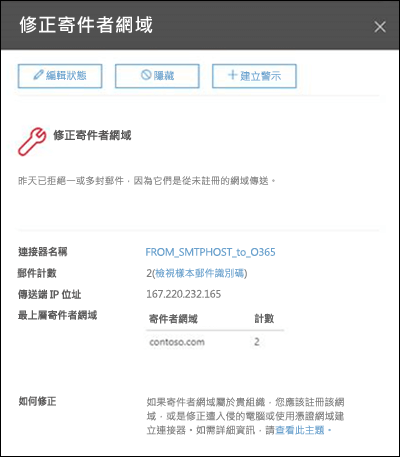 修正寄件者網域
編輯狀態
隱藏
建立警示
修正寄件者網域
昨天已拒絕一或多封郵件，因為它們是從未註冊的網域傳送。
連接器名稱 FROM_SMTPHOST_to_O365
郵件計數 2(檢視樣本郵件識別碼)
傳送端 IP 位址 167.220.232.165
最上層寄件者網域
寄件者網域 計數
contoso.com 2
如何修正 如果寄件者網域屬於貴組織，您應該註冊該網
域，或是修正遭入侵的電腦或使用憑證網域建
立連接器。如需詳細資訊，請查看此主題。